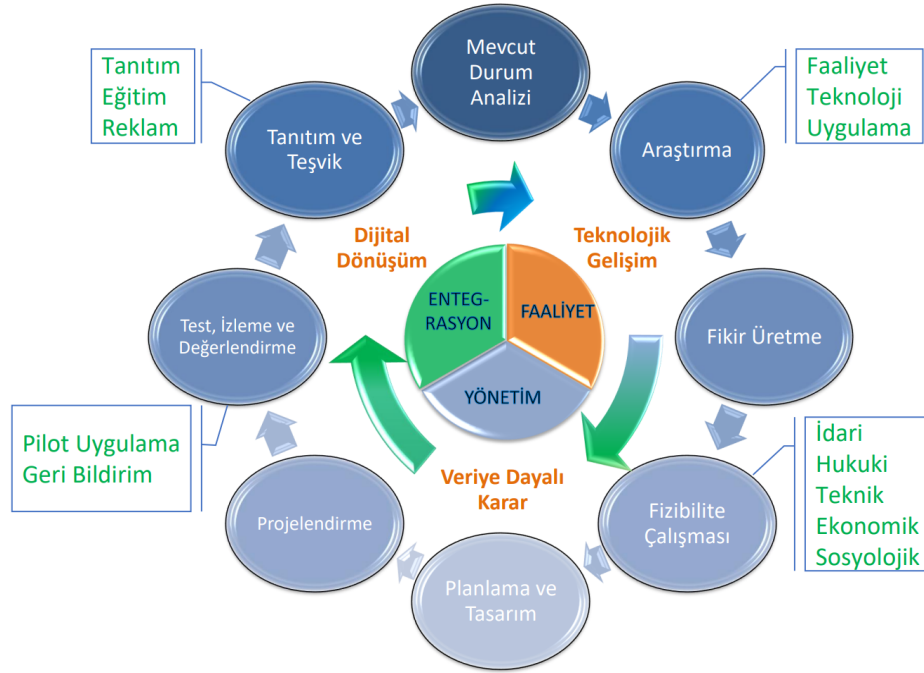 Mevcut
Durum
Analizi
Araştırma
Faaliyet
Teknoloji
Uygulama
Fikir Üretme
Fizibilite
Çalışması
İdari
Hukuki
Teknik
Ekonomik
Sosyolojik
Planlama ve
Tasarım
Projelendirme
Test, İzleme ve
Değerlendirme
Pilot Uygulama
Geri Bildirim
Tanıtım ve
Teşvik
Tanıtım
Eğitim
Reklam
Dijital
Dönüşüm
Teknolojik
Gelişim
Veriye Dayalı
Karar
ENTEG-
RASYON
FAALİYET
YÖNETİM